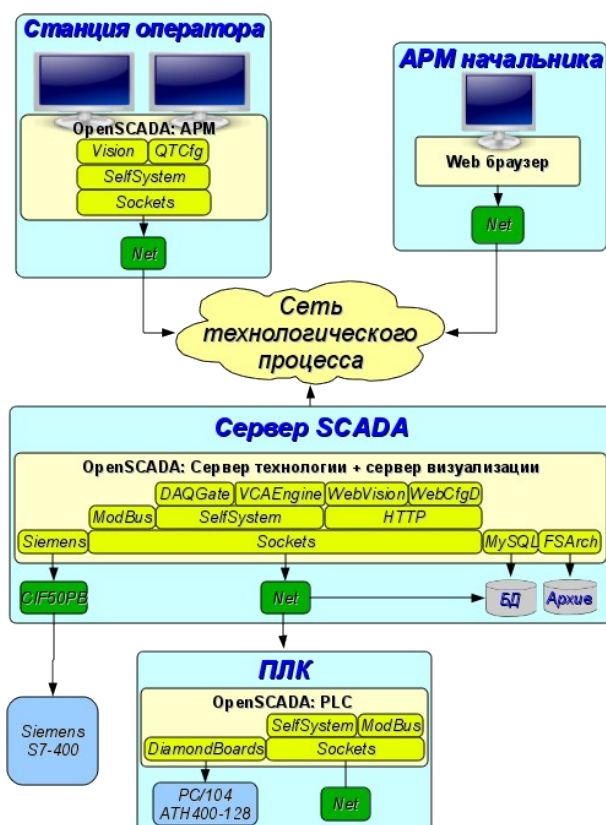 Станция оператора
OpenSCADA: АРМ
Vision QTCfg
SelfSystem
Sockets
Net
АРМ начальника
Web браузер
Net
Сеть
технологического
процесса
Сервер SCADA
OpenSCADA: Сервер технологии + сервер визуализации
DAQGate VCAEngine WebVision WebCfgD
ModBus SelfSystem HTTP
Siemens Sockets MySQL FSArch
CIF50PB Net БД Архив
Siemens
S7-400
ПЛК
OpenSCADA: PLC
SelfSystem ModBus
DiamondBoards Sockets
PC/104
ATH400-128
Net